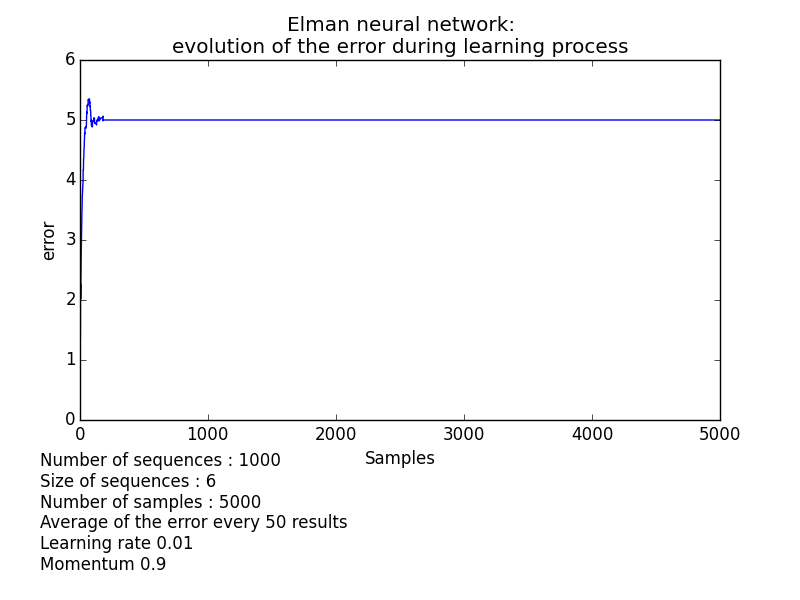 Elman neural network:
evolution of the error during learning process
6
5
4
3
2
1
0
error
0 1000 2000 3000 4000 5000
Samples
Number of sequences : 1000
Size of sequences : 6
Number of samples : 5000
Average of the error every 50 results
Learning rate 0.01
Momentum 0.9